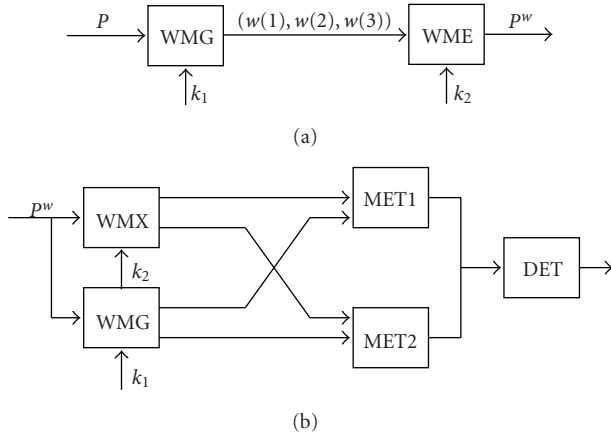 P
WMG
(w(1), w(2), w(3))
WME
P^w
k_1
k_2
(a)
P^w
WMX
MET1
k_2
DET
WMG
MET2
k_1
(b)